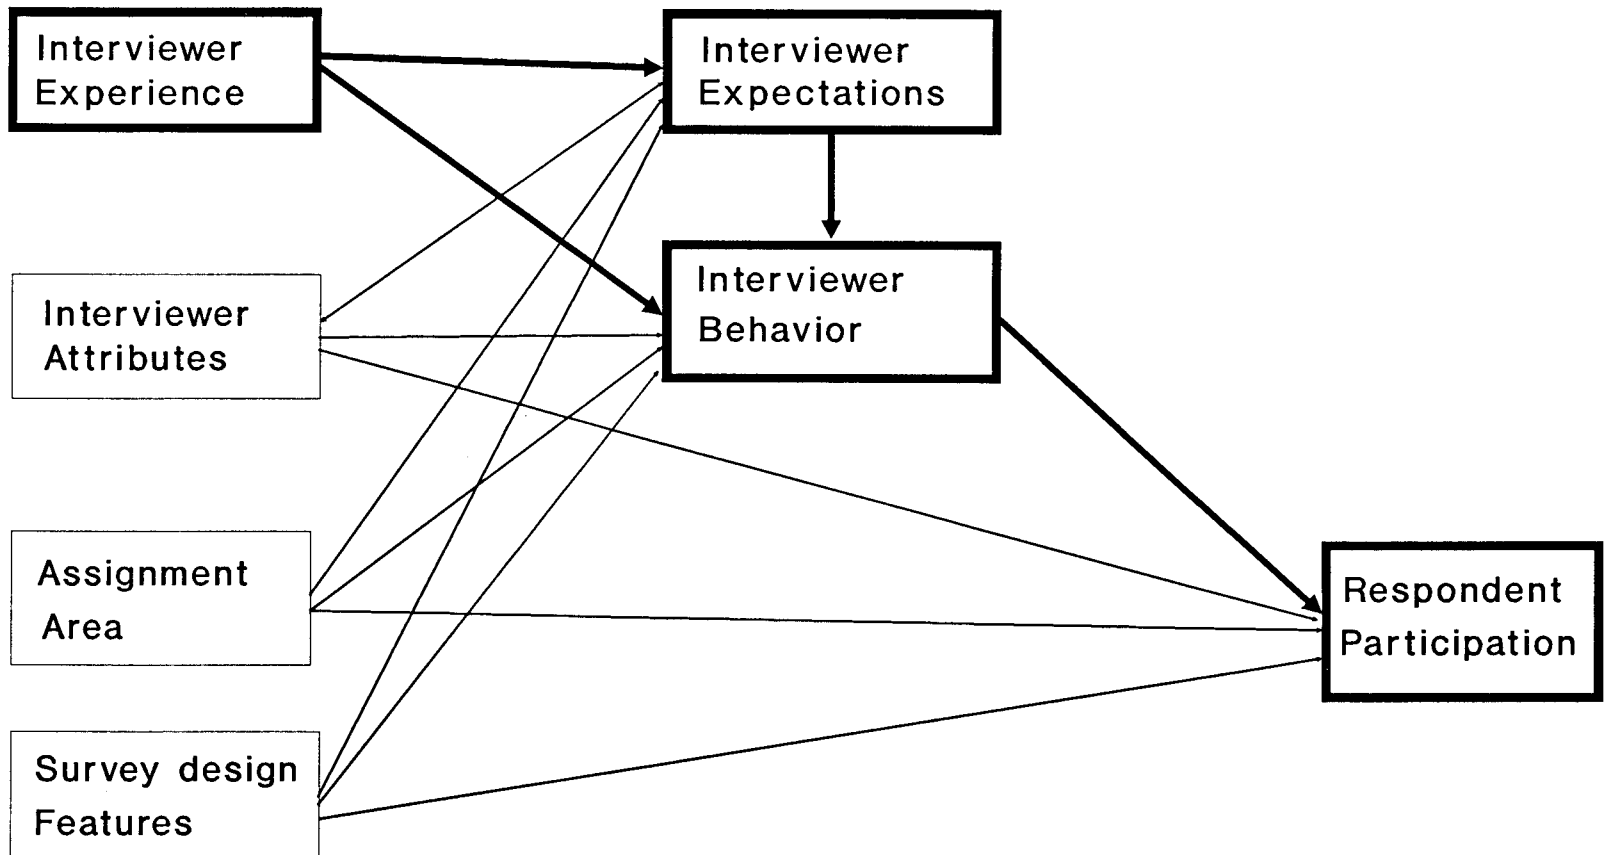 Interviewer
Experience
Interviewer
Expectations
Interviewer
Attributes
Interviewer
Behavior
Assignment
Area
Respondent
Participation
Survey design
Features